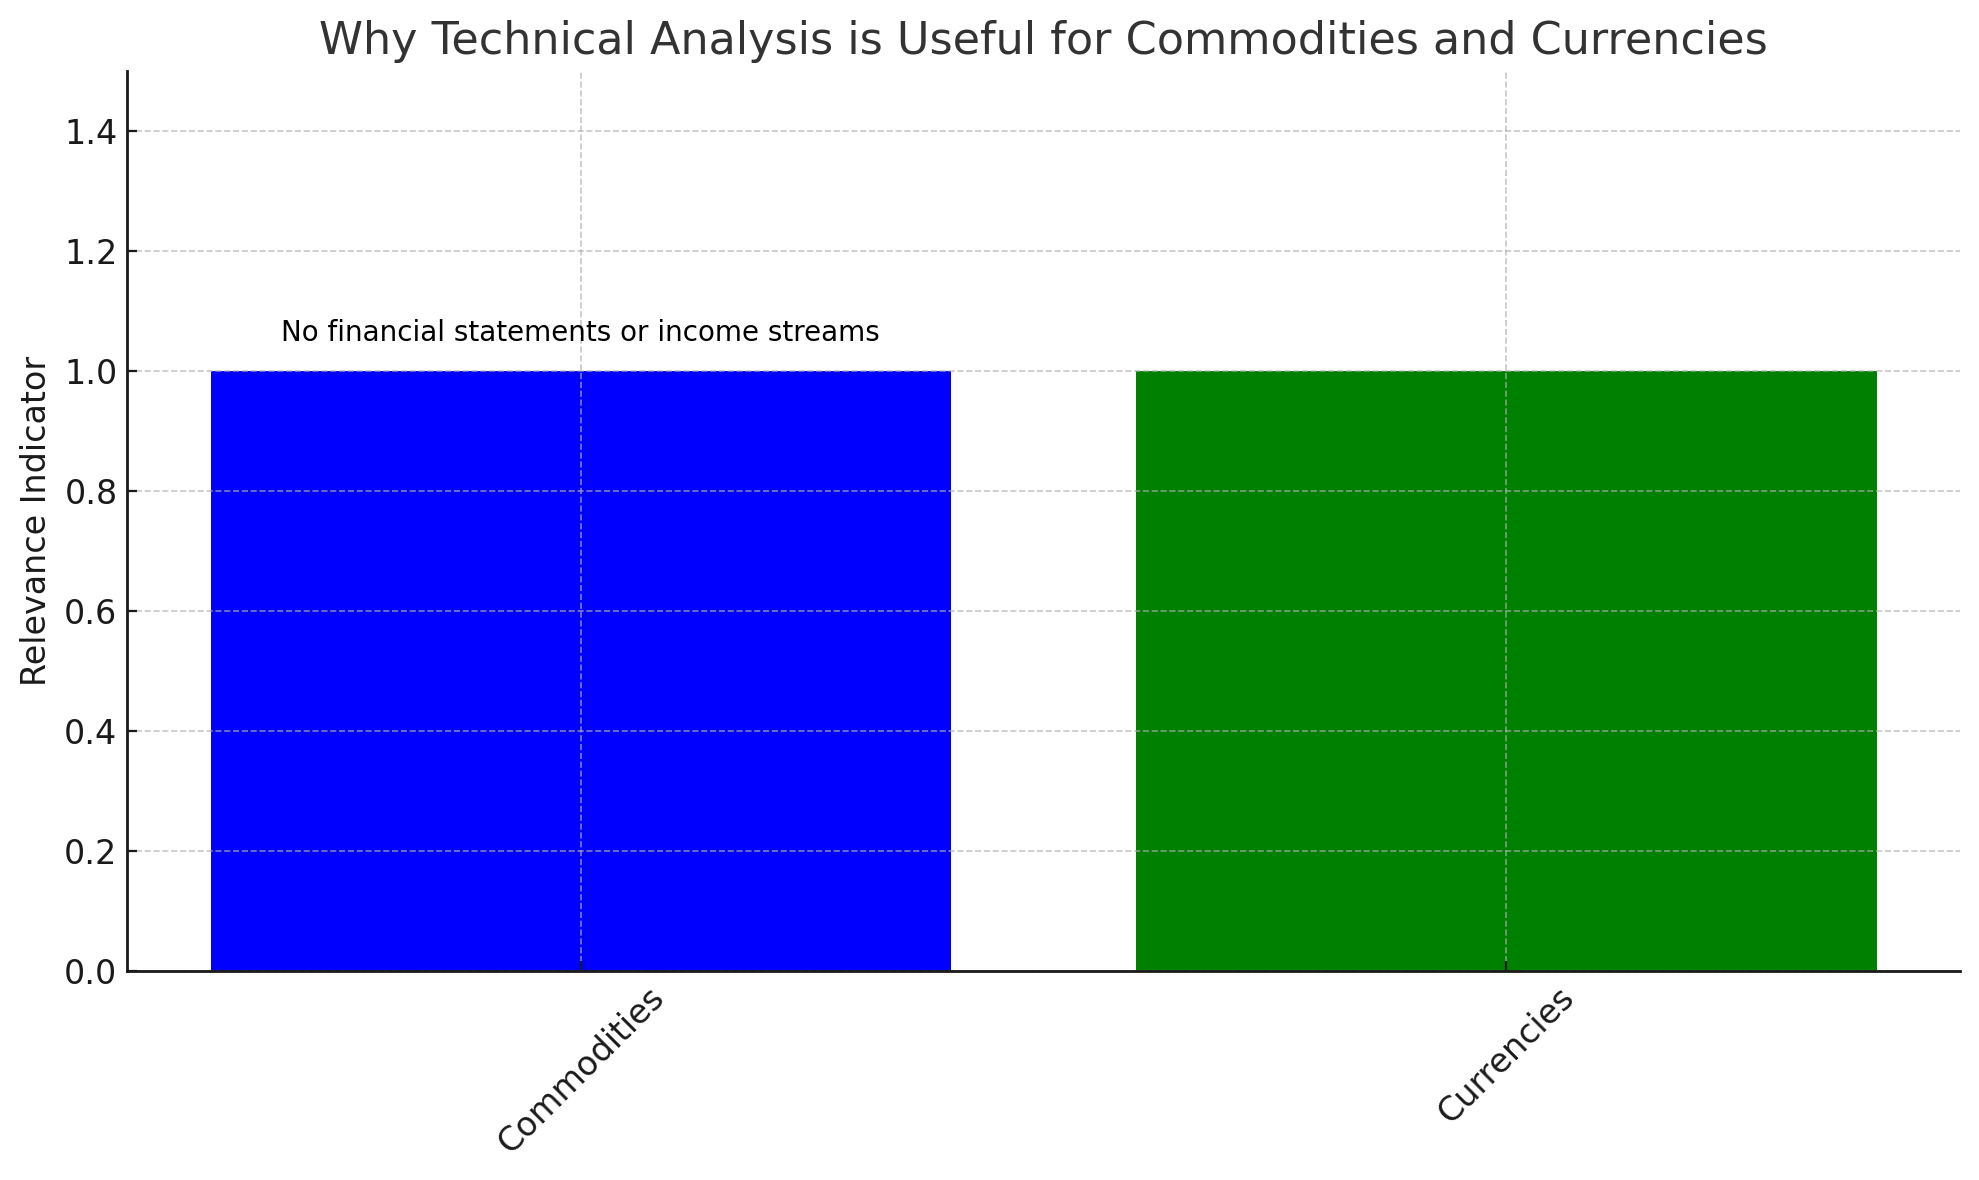 Why Technical Analysis is Useful for Commodities and Currencies
1.4
1.2
No financial statements or income streams
1.0
0.8
0.6
0.4
0.2
0.0
Relevance Indicator
Commodities
Currencies